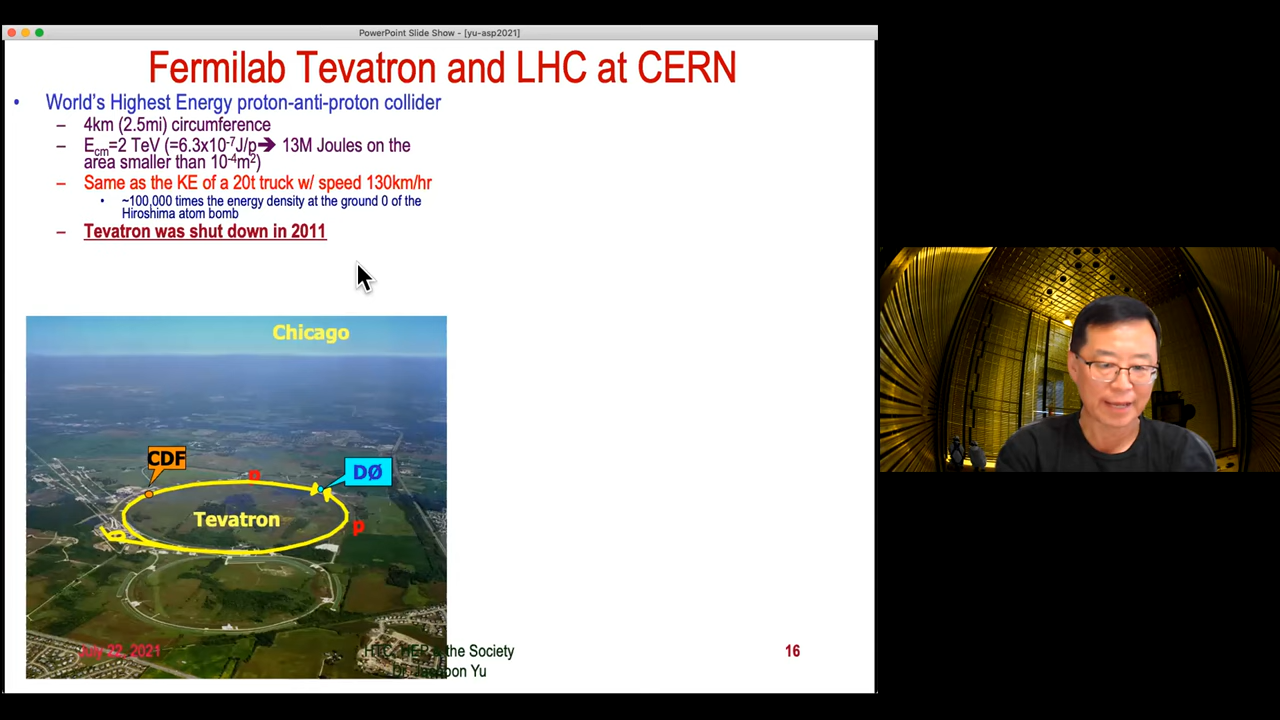 PowerPoint Slide Show - [yu-asp2021]
Fermilab Tevatron and LHC at CERN
• World's Highest Energy proton-anti-proton collider
– 4km (2.5mi) circumference
– Ecm=2 TeV (=6.3x10-7J/p➔ 13M Joules on the
area smaller than 10-4m2)
– Same as the KE of a 20t truck w/ speed 130km/hr
• ~100,000 times the energy density at the ground 0 of the
Hiroshima atom bomb
– Tevatron was shut down in 2011
Chicago
CDF
DØ
Tevatron
p
July 22, 2021
the Society
Yu
16